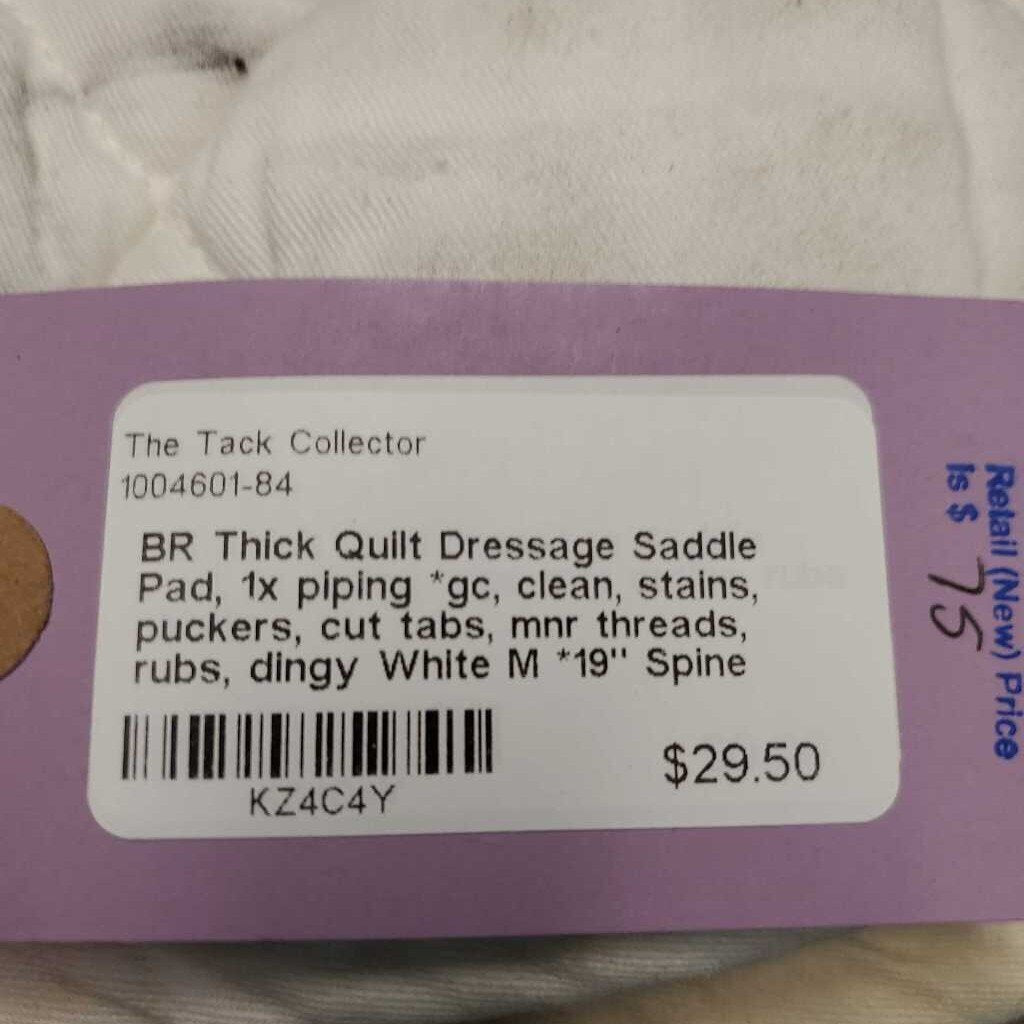 The Tack Collector
1004601-84
BR Thick Quilt Dressage Saddle
Pad, 1x piping *gc, clean, stains,
puckers, cut tabs, mnr threads,
rubs, dingy White M *19" Spine
KZ4C4Y
$29.50
Retail (New) Price
Is $ 75